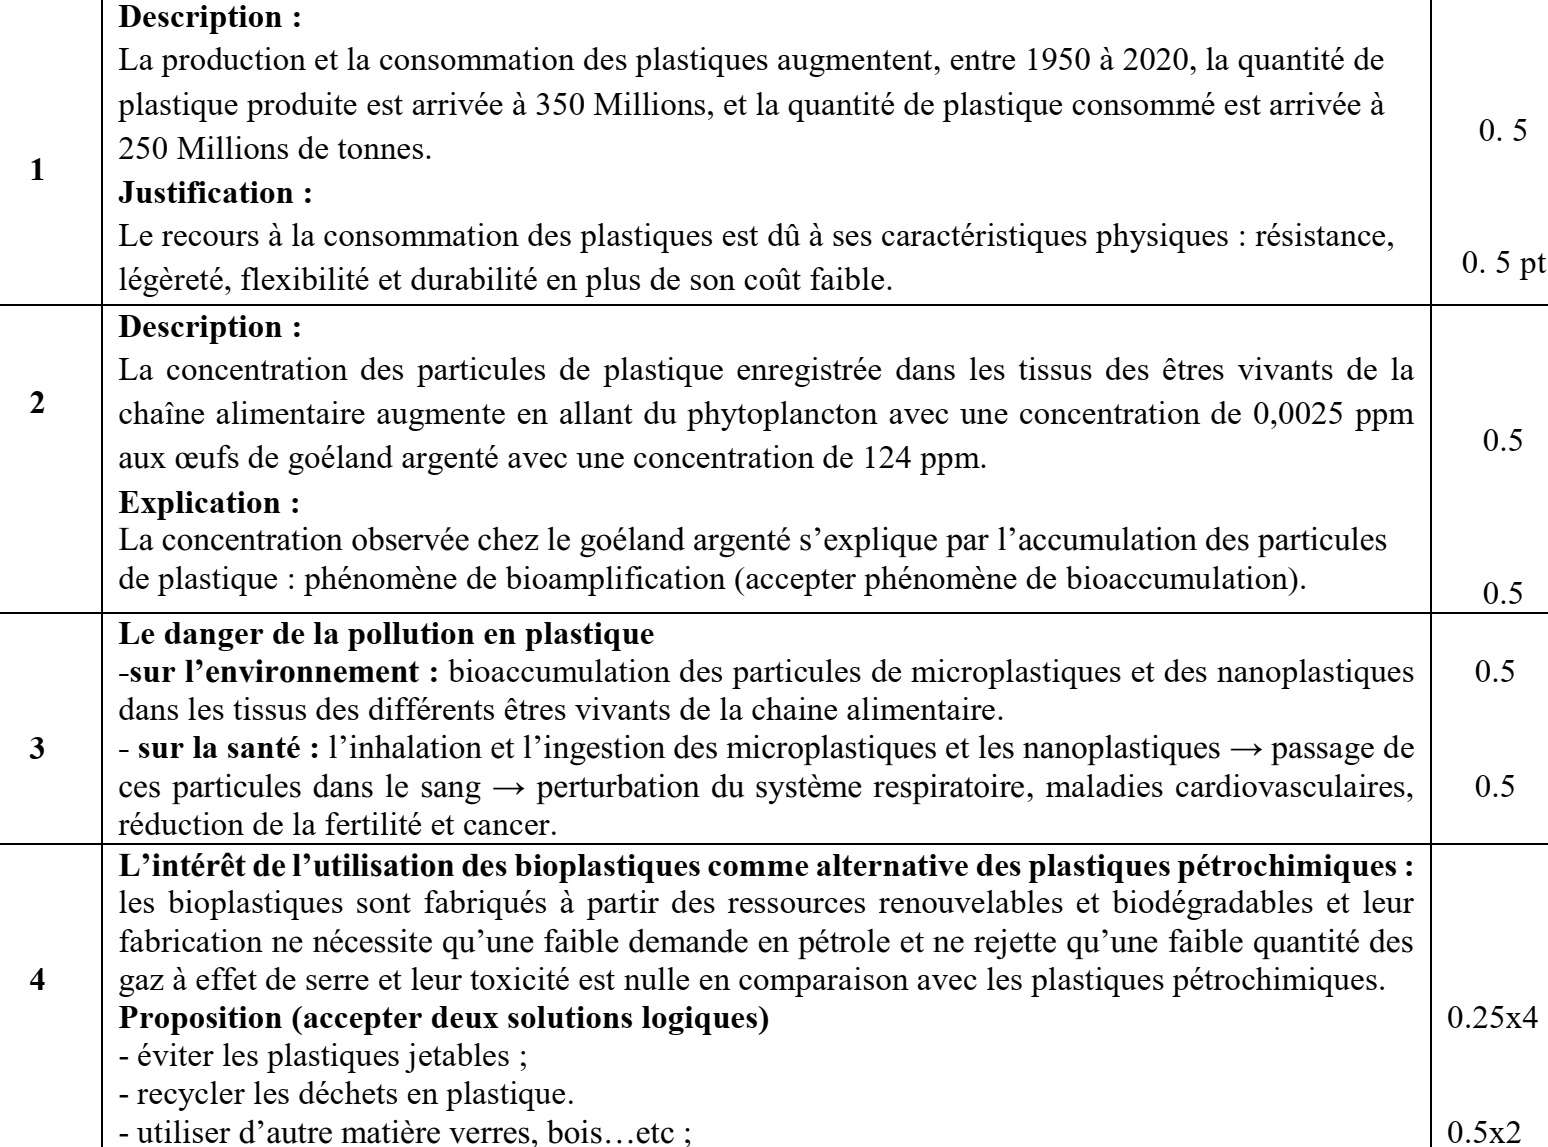 Description :
La production et la consommation des plastiques augmentent, entre 1950 à 2020, la quantité de
plastique produite est arrivée à 350 Millions, et la quantité de plastique consommé est arrivée à
250 Millions de tonnes.
0. 5
1
Justification :
Le recours à la consommation des plastiques est dû à ses caractéristiques physiques : résistance,
légèreté, flexibilité et durabilité en plus de son coût faible.
0. 5 pt
Description :
La concentration des particules de plastique enregistrée dans les tissus des êtres vivants de la
2
chaîne alimentaire augmente en allant du phytoplancton avec une concentration de 0,0025 ppm
aux œufs de goéland argenté avec une concentration de 124 ppm.
0.5
Explication :
La concentration observée chez le goéland argenté s’explique par l’accumulation des particules
de plastique : phénomène de bioamplification (accepter phénomène de bioaccumulation).
0.5
Le danger de la pollution en plastique
-sur l’environnement : bioaccumulation des particules de microplastiques et des nanoplastiques
0.5
dans les tissus des différents êtres vivants de la chaine alimentaire.
3
- sur la santé : l’inhalation et l’ingestion des microplastiques et les nanoplastiques → passage de
ces particules dans le sang → perturbation du système respiratoire, maladies cardiovasculaires,
0.5
réduction de la fertilité et cancer.
L’intérêt de l’utilisation des bioplastiques comme alternative des plastiques pétrochimiques :
les bioplastiques sont fabriqués à partir des ressources renouvelables et biodégradables et leur
fabrication ne nécessite qu’une faible demande en pétrole et ne rejette qu’une faible quantité des
4
gaz à effet de serre et leur toxicité est nulle en comparaison avec les plastiques pétrochimiques.
Proposition (accepter deux solutions logiques)
0.25x4
- éviter les plastiques jetables ;
- recycler les déchets en plastique.
- utiliser d’autre matière verres, bois…etc ;
0.5x2